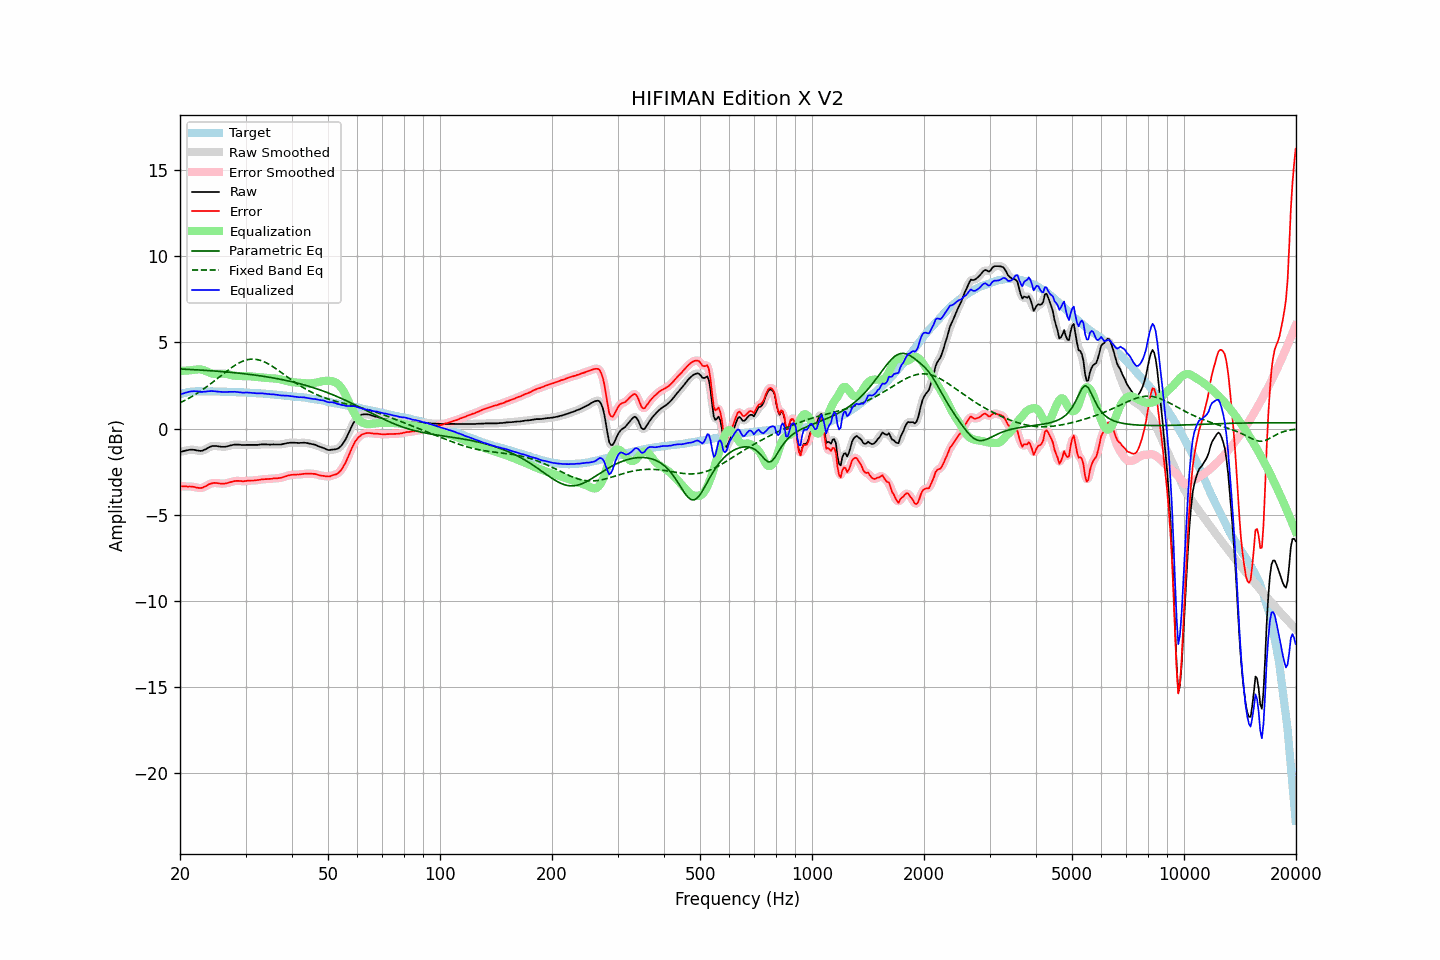 HIFIMAN Edition X V2
Target
Raw Smoothed
Error Smoothed
Raw
Error
Equalization
Parametric Eq
Fixed Band Eq
Equalized
Amplitude (dBr)
15
10
5
0
−5
−10
−15
−20
20 50 100 200 500 1000 2000 5000 10000 20000
Frequency (Hz)